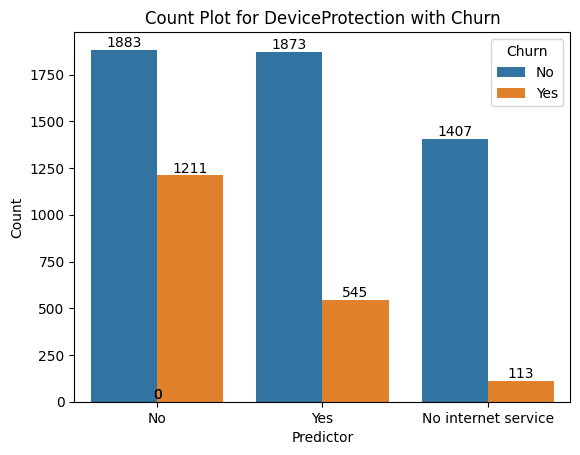 Count Plot for DeviceProtection with Churn
Churn
No
Yes
1883
1211
1873
545
1407
113
0
Count
1750
1500
1250
1000
750
500
250
0
No
Yes
No internet service
Predictor